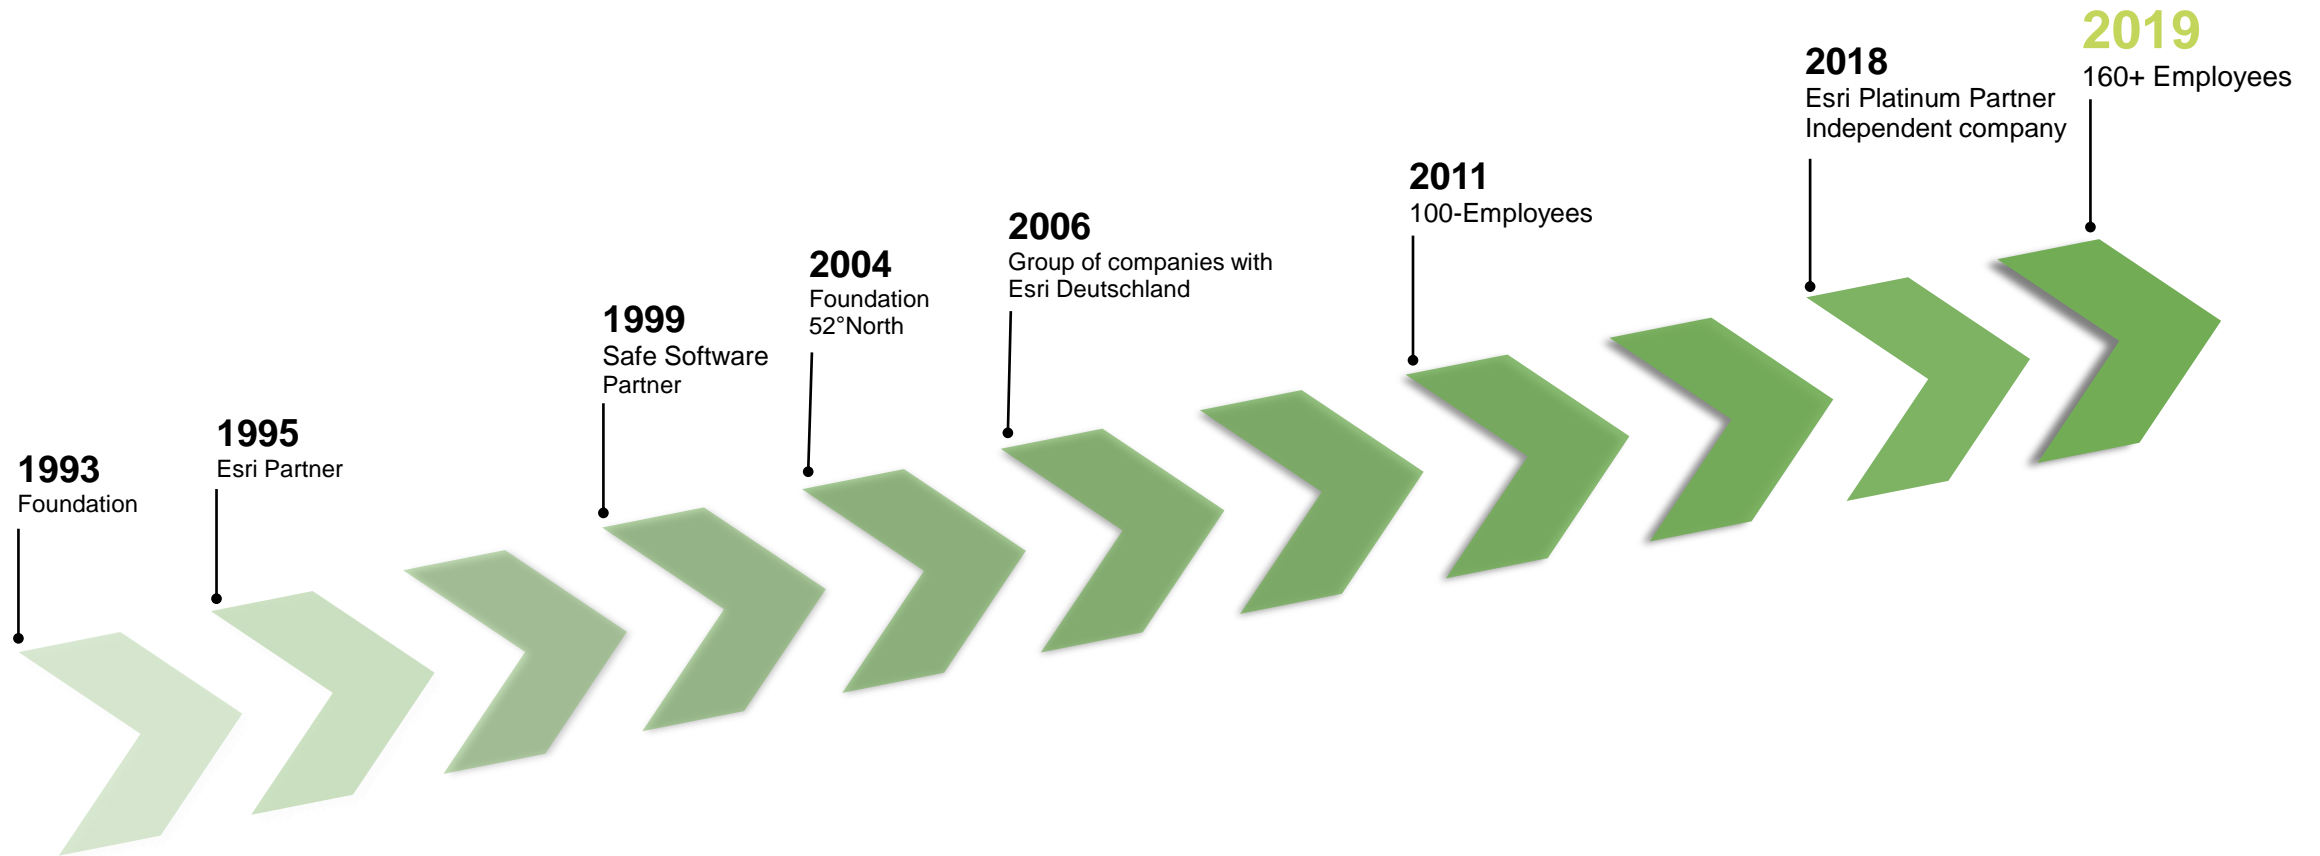 1993
Foundation
1995
Esri Partner
1999
Safe Software
Partner
2004
Foundation
52°North
2006
Group of companies with
Esri Deutschland
2011
100-Employees
2018
Esri Platinum Partner
Independent company
2019
160+ Employees